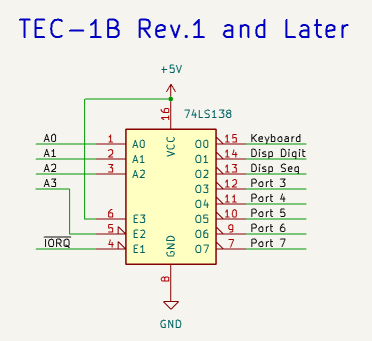 TEC-1B Rev.1 and Later
+5V
74LS138
16
VCC
A0 1 A0 O0 15 Keyboard
A1 2 A1 O1 14 Disp Digit
A2 3 A2 O2 13 Disp Seg
A3 O3 12 Port 3
O4 11 Port 4
6 E3 O5 10 Port 5
5 E2 O6 9 Port 6
IORQ 4 E1 O7 7 Port 7
GND
8
GND